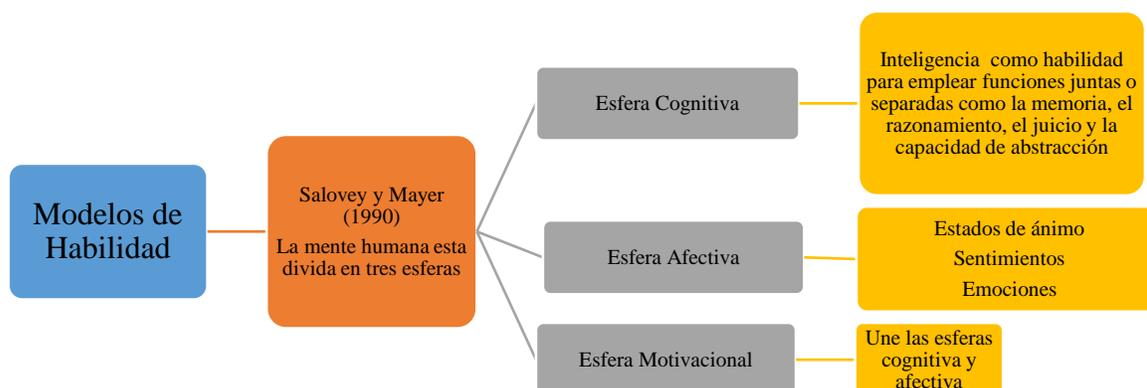 Modelos de
Habilidad
Salovey y Mayer
(1990)
La mente humana esta
divida en tres esferas
Esfera Cognitiva
Inteligencia como habilidad
para emplear funciones juntas o
separadas como la memoria, el
razonamiento, el juicio y la
capacidad de abstracción
Esfera Afectiva
Estados de ánimo
Sentimientos
Emociones
Esfera Motivacional
Une las esferas
cognitiva y
afectiva